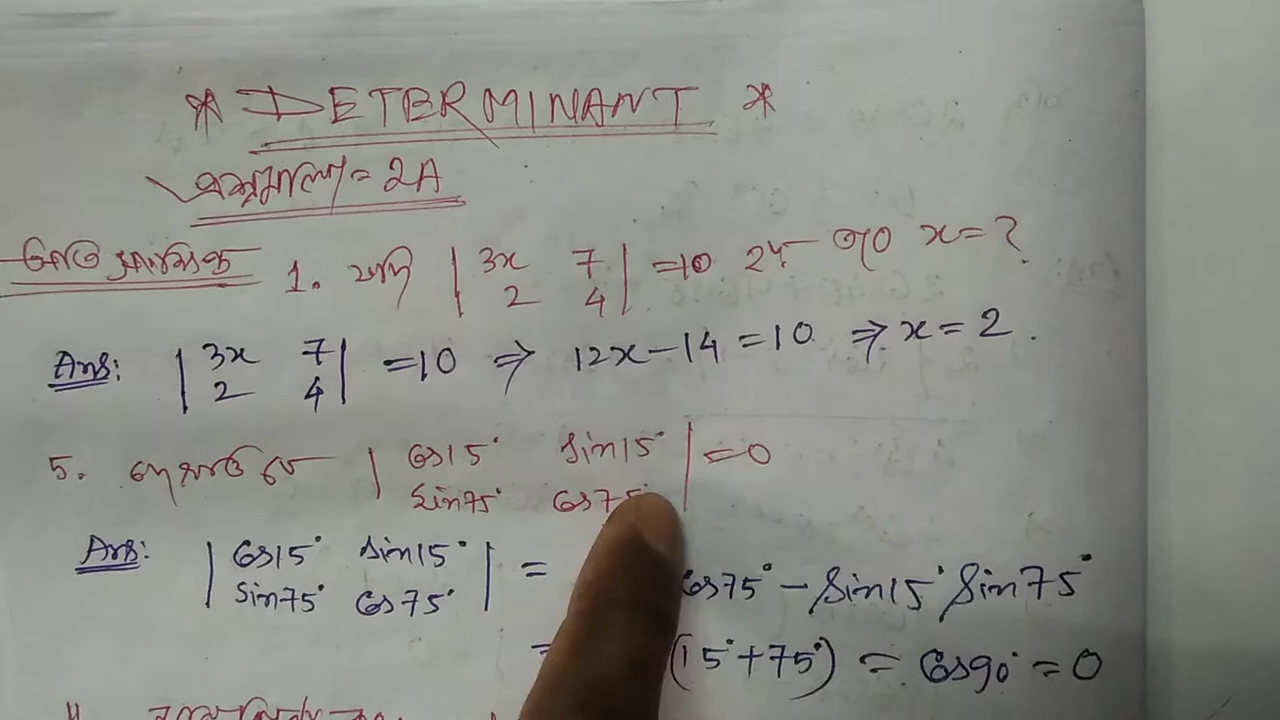 * DETERMINANT *
প্রশ্নমালা = 2A
অতি সংক্ষিপ্ত 1. যদি | 3x 7 | = 10 হয় x = ?
| 2 4 |
Ans: | 3x 7 | = 10 ⇒ 12x - 14 = 10 ⇒ x = 2.
| 2 4 |
5. দেখাও যে | Cos15° Sin15° | = 0
| Sin75° Cos75° |
Ans: | Cos15° Sin15° | = Cos75° - Sin15° Sin75°
| Sin75° Cos75° |
= (15° + 75°) = Cos90° = 0